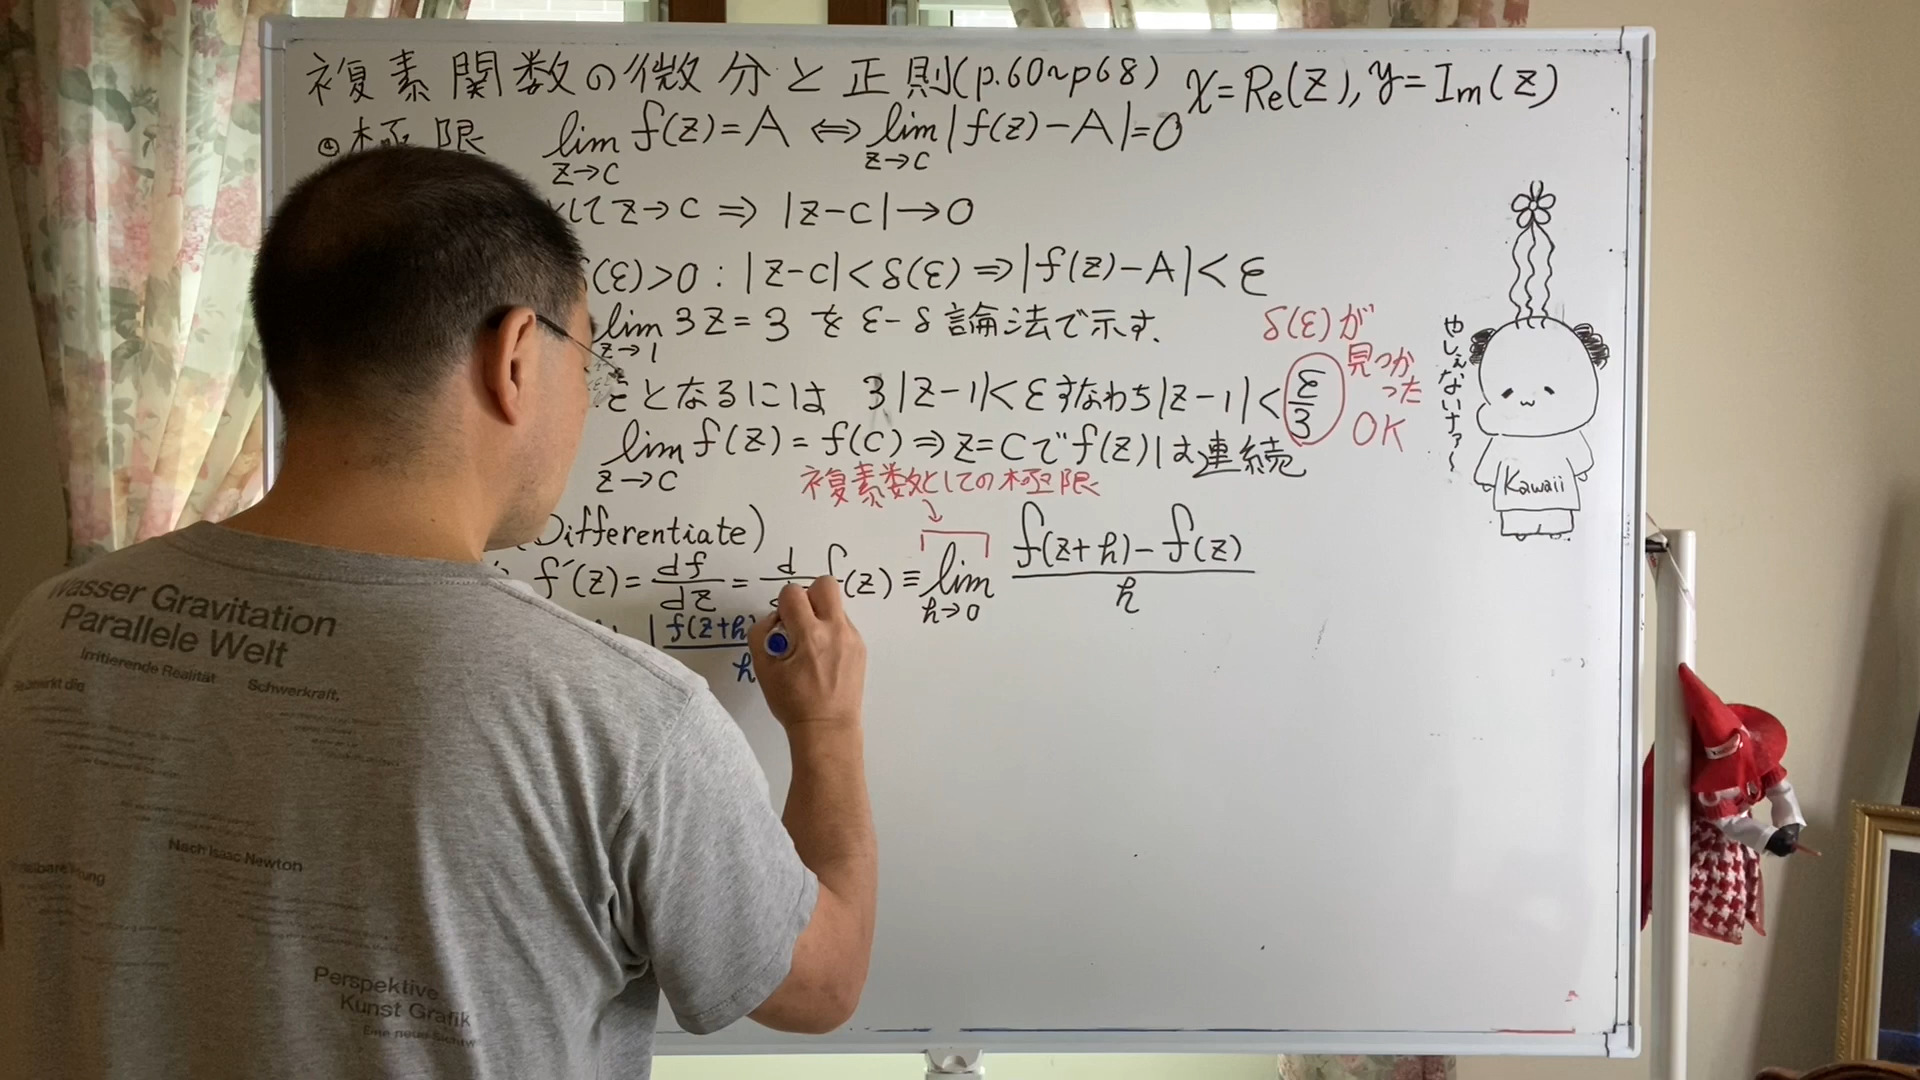 複素関数の微分と正則(p.60~p68) x=Re(z), y=Im(z)
④極限 lim f(z)=A ⇔ lim |f(z)-A|=0
z→c z→c
してz→c ⇒ |z-c|→0
(ε)>0 : |z-c|<δ(ε) ⇒ |f(z)-A|<ε
lim 3z=3 を ε-δ 論法で示す.
z→1
δ(ε)が
見つかった
OK
となるには 3|z-1|<εすなわち|z-1|<ε/3
lim f(z)=f(c) ⇒ z=cでf(z)は連続
z→c
複素数としての極限
↓
(Differentiate)
f'(z)=df/dz=d f(z)≡lim f(z+h)-f(z)/h
h→0
|f(z+h)
h
やしぇないナァ~
Kawaii
Wasser Gravitation
Parallele Welt
Irritierende Realität Schwerkraft,
Nach Isaac Newton
Perspektive
Kunst Grafik